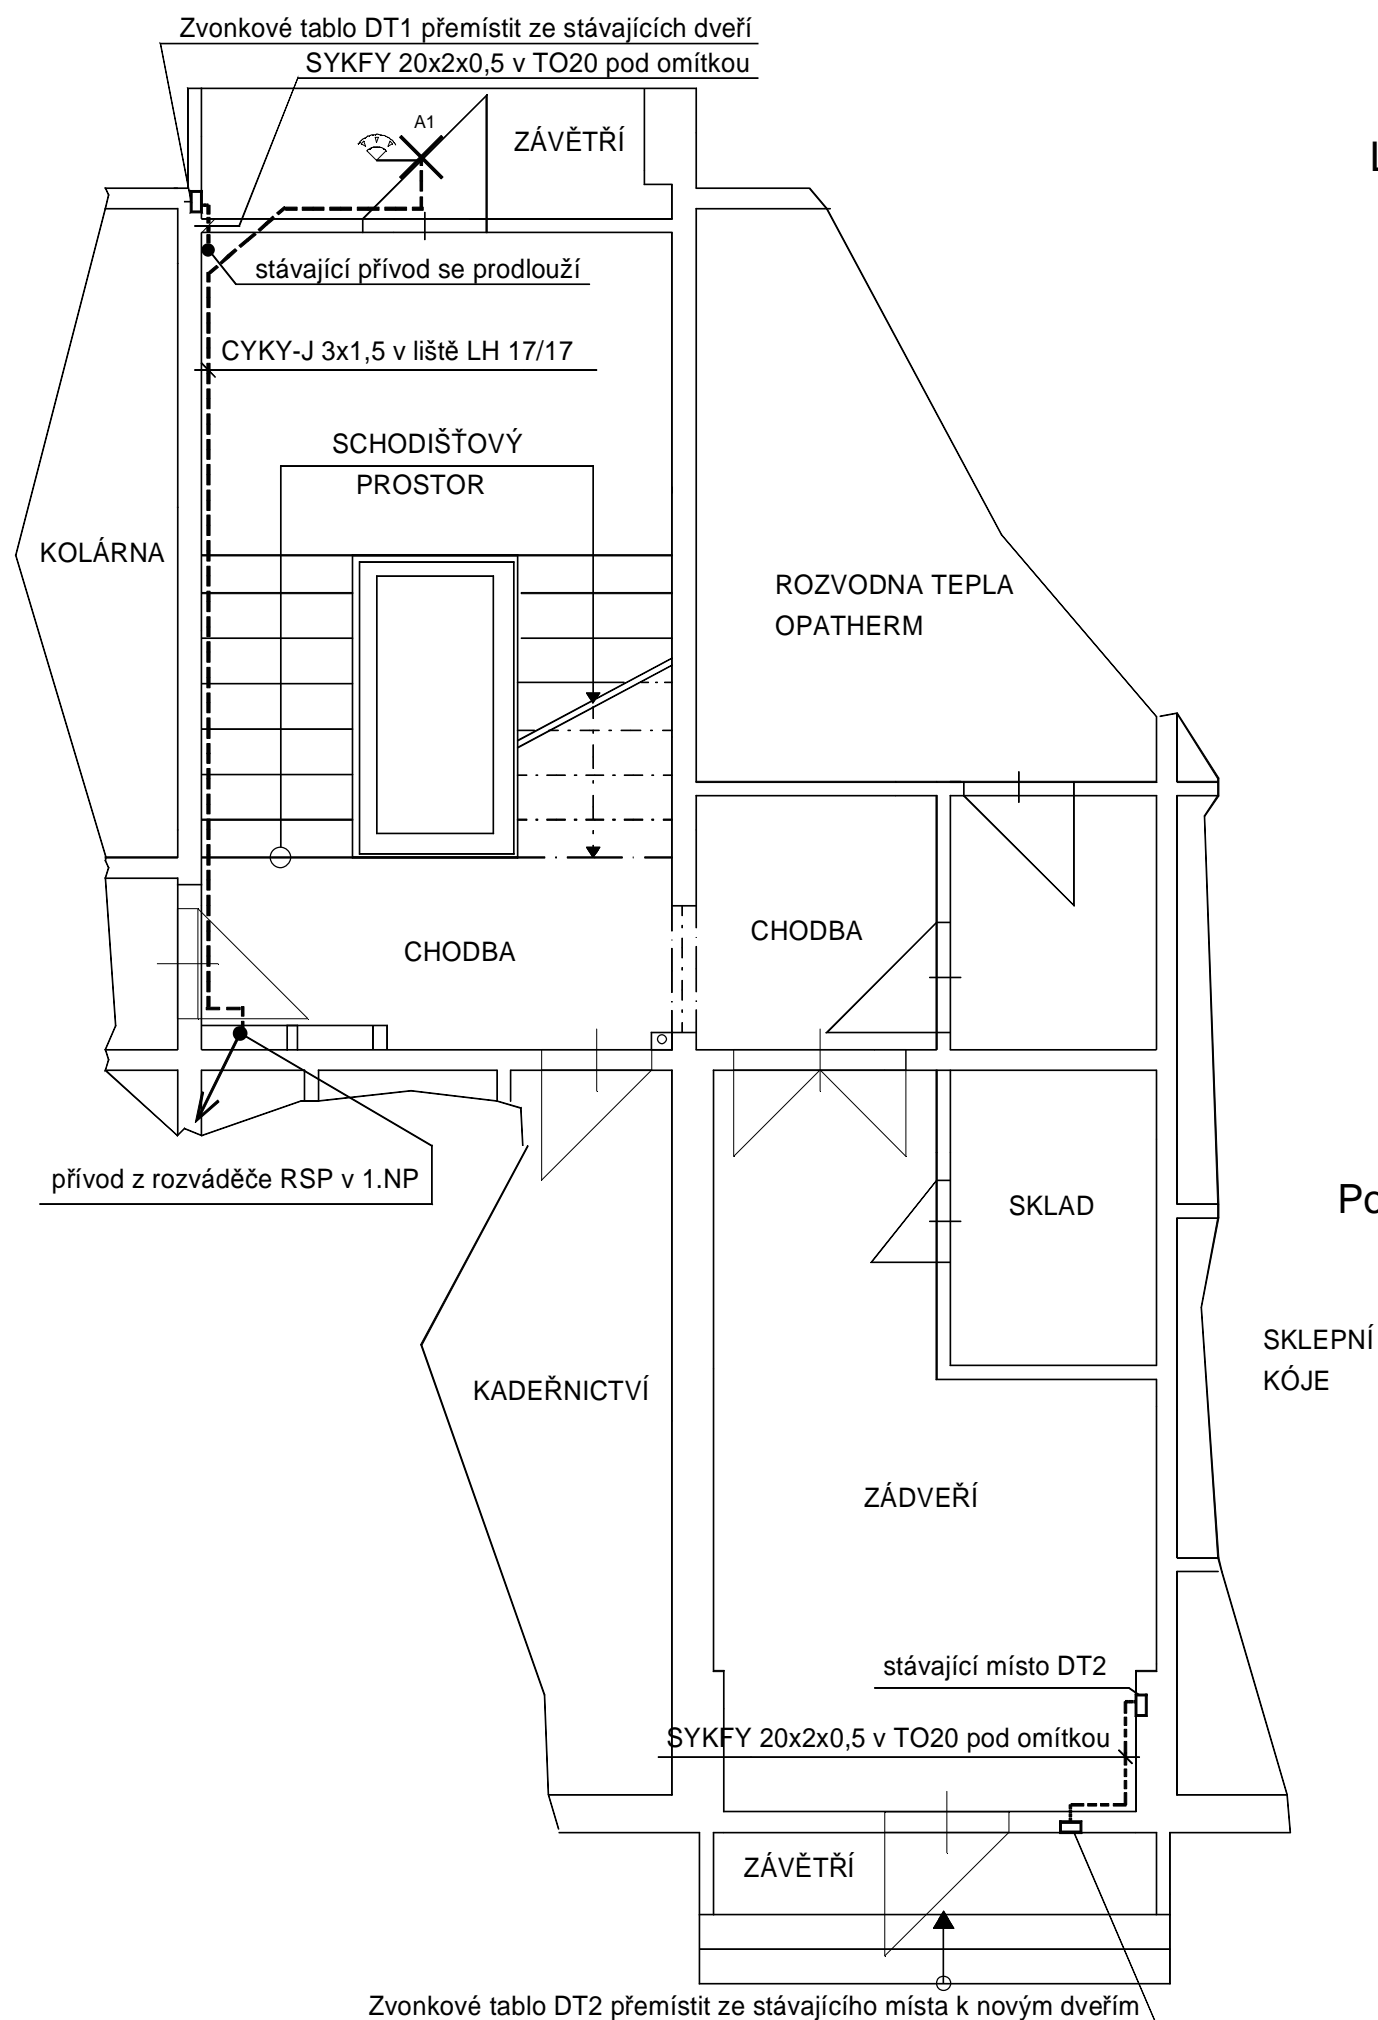 Zvonkové tablo DT1 přemístit ze stávajících dveří
SYKFY 20x2x0,5 v TO20 pod omítkou
A1
ZÁVĚTŘÍ
L
stávající přívod se prodlouží
CYKY-J 3x1,5 v liště LH 17/17
SCHODIŠŤOVÝ
PROSTOR
KOLÁRNA
ROZVODNA TEPLA
OPATHERM
CHODBA
CHODBA
přívod z rozváděče RSP v 1.NP
SKLAD
Po
SKLEPNÍ
KÓJE
KADEŘNICTVÍ
ZÁDVEŘÍ
stávající místo DT2
SYKFY 20x2x0,5 v TO20 pod omítkou
ZÁVĚTŘÍ
Zvonkové tablo DT2 přemístit ze stávajícího místa k novým dveřím